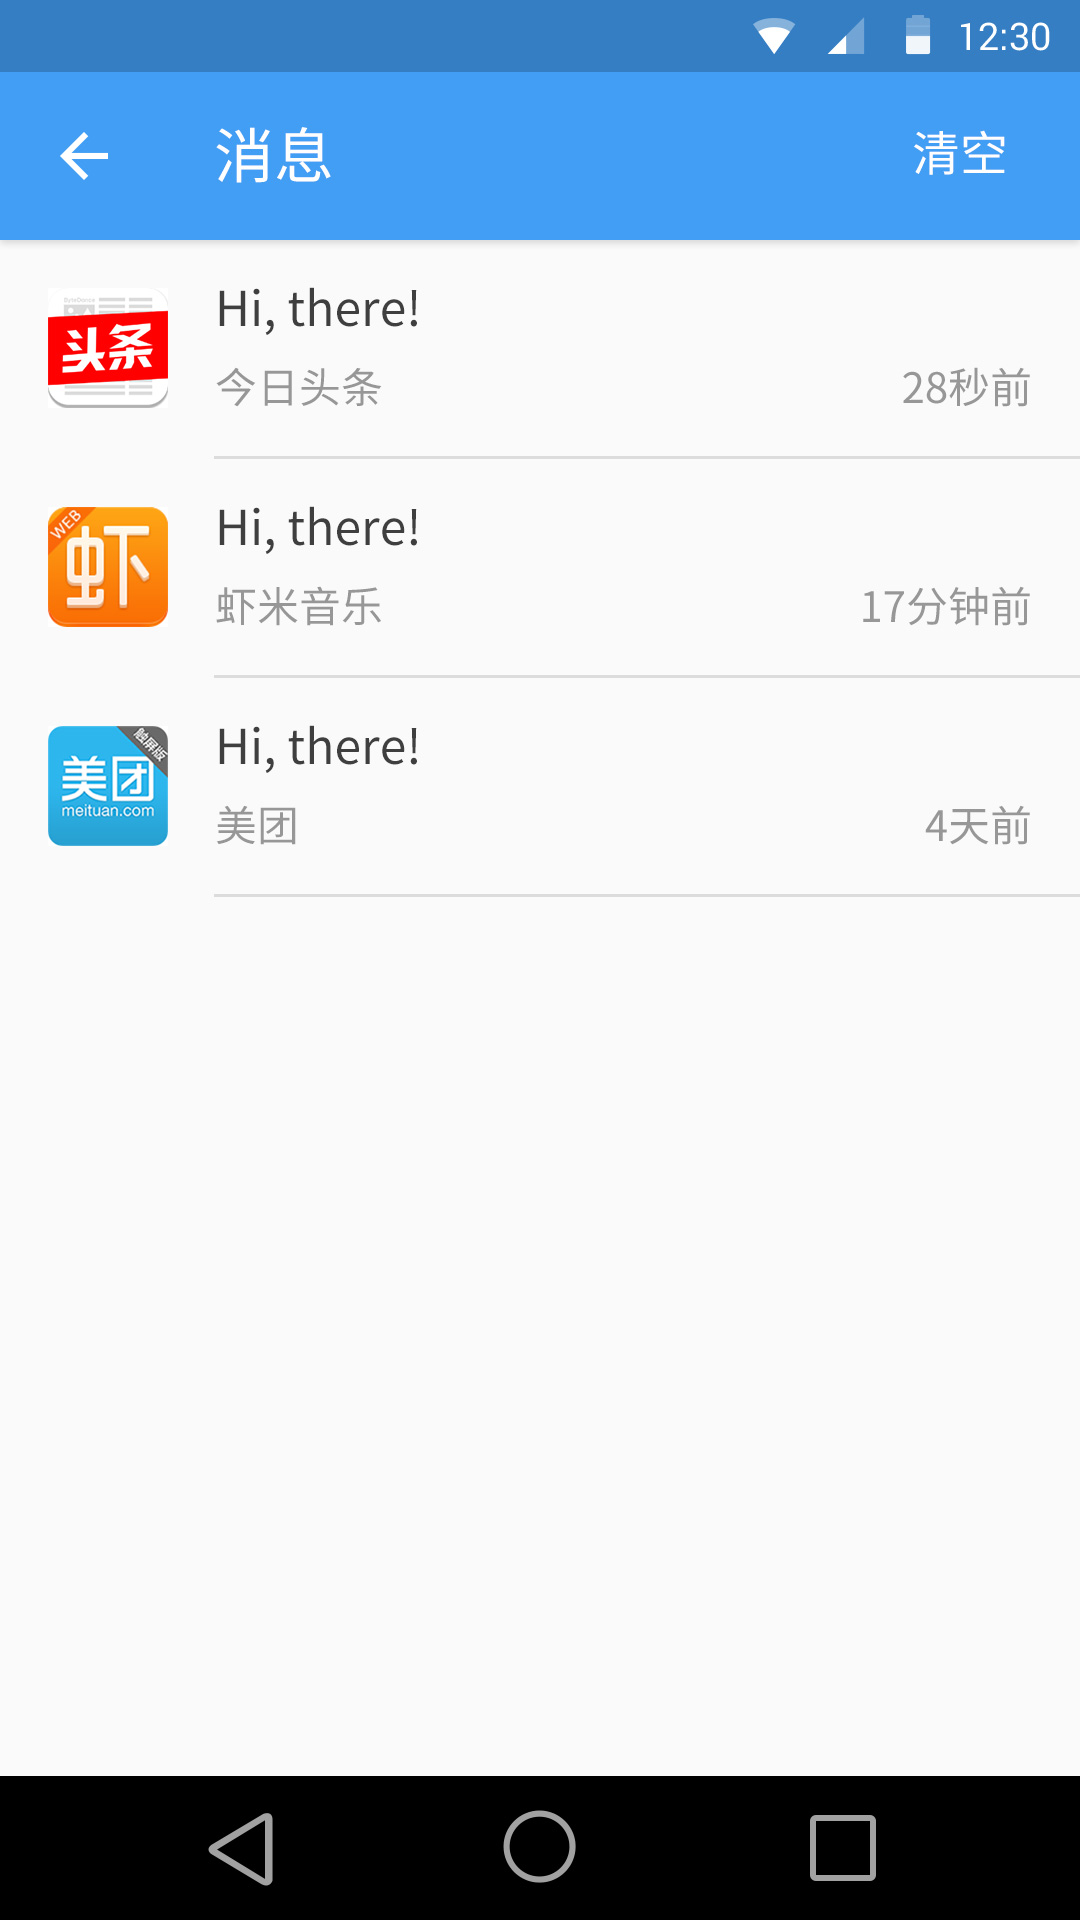 12:30
消息
清空
头条
Hi, there!
今日头条
28秒前
WEB
虾
Hi, there!
虾米音乐
17分钟前
触屏版
美团
meituan.com
Hi, there!
美团
4天前